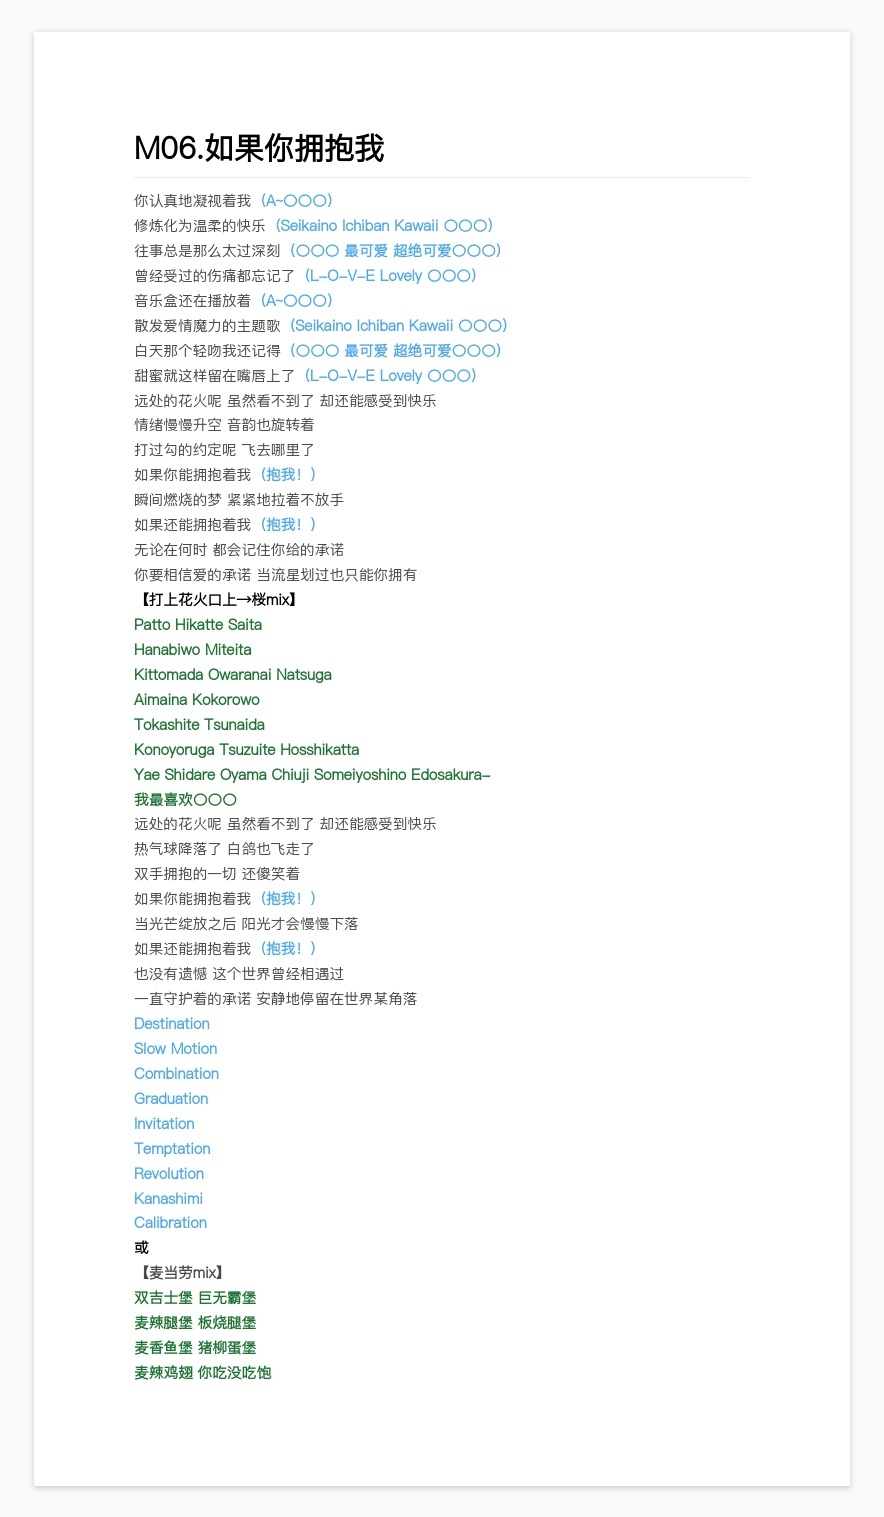 M06.如果你拥抱我
你认真地凝视着我（A~〇〇〇）
修炼化为温柔的快乐（Seikaino Ichiban Kawaii 〇〇〇）
往事总是那么太过深刻（〇〇〇 最可爱 超绝可爱〇〇〇）
曾经受过的伤痛都忘记了（L-O-V-E Lovely 〇〇〇）
音乐盒还在播放着（A~〇〇〇）
散发爱情魔力的主题歌（Seikaino Ichiban Kawaii 〇〇〇）
白天那个轻吻我还记得（〇〇〇 最可爱 超绝可爱〇〇〇）
甜蜜就这样留在嘴唇上了（L-O-V-E Lovely 〇〇〇）
远处的花火呢 虽然看不到了 却还能感受到快乐
情绪慢慢升空 音韵也旋转着
打过勾的约定呢 飞去哪里了
如果你能拥抱着我（抱我！）
瞬间燃烧的梦 紧紧地拉着不放手
如果还能拥抱着我（抱我！）
无论在何时 都会记住你给的承诺
你要相信爱的承诺 当流星划过也只能你拥有
【打上花火口上→桜mix】
Patto Hikatte Saita
Hanabiwo Miteita
Kittomada Owaranai Natsuga
Aimaina Kokorowo
Tokashite Tsunaida
Konoyoruga Tsuzuite Hosshikatta
Yae Shidare Oyama Chiuji Someiyoshino Edosakura-
我最喜欢〇〇〇
远处的花火呢 虽然看不到了 却还能感受到快乐
热气球降落了 白鸽也飞走了
双手拥抱的一切 还傻笑着
如果你能拥抱着我（抱我！）
当光芒绽放之后 阳光才会慢慢下落
如果还能拥抱着我（抱我！）
也没有遗憾 这个世界曾经相遇过
一直守护着的承诺 安静地停留在世界某角落
Destination
Slow Motion
Combination
Graduation
Invitation
Temptation
Revolution
Kanashimi
Calibration
或
【麦当劳mix】
双吉士堡 巨无霸堡
麦辣腿堡 板烧腿堡
麦香鱼堡 猪柳蛋堡
麦辣鸡翅 你吃没吃饱